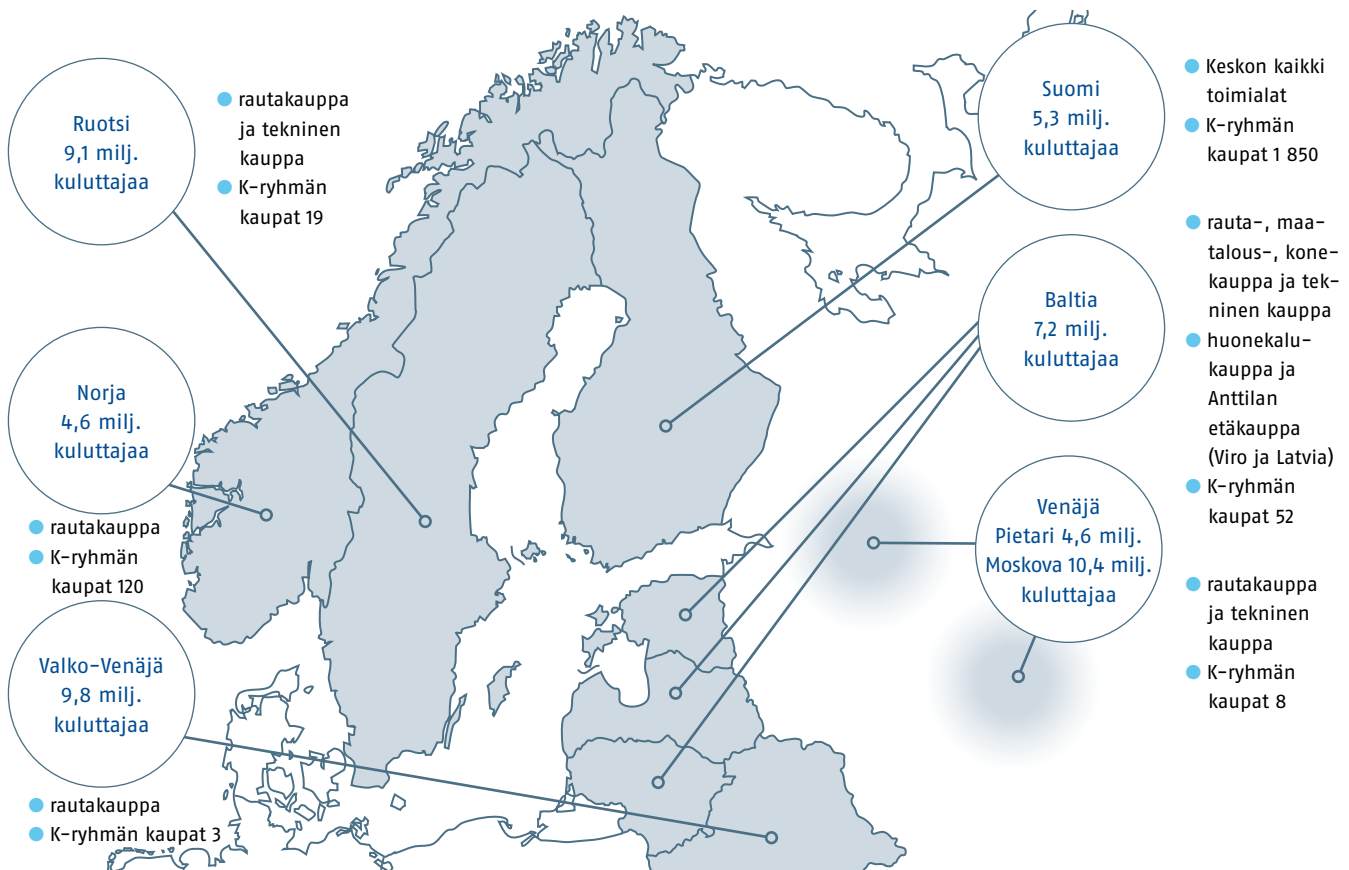 Ruotsi
9,1 milj.
kuluttajaa
rautakauppa
ja tekninen
kauppa
K-ryhmän
kaupat 19
Norja
4,6 milj.
kuluttajaa
rautakauppa
K-ryhmän
kaupat 120
Valko-Venäjä
9,8 milj.
kuluttajaa
rautakauppa
K-ryhmän kaupat 3
Suomi
5,3 milj.
kuluttajaa
Keskon kaikki
toimialat
K-ryhmän
kaupat 1 850
Baltia
7,2 milj.
kuluttajaa
rauta-, maa-
talous-, kone-
kauppa ja tek-
ninen kauppa
huonekalu-
kauppa ja
Anttilan
etäkauppa
(Viro ja Latvia)
K-ryhmän
kaupat 52
Venäjä
Pietari 4,6 milj.
Moskova 10,4 milj.
kuluttajaa
rautakauppa
ja tekninen
kauppa
K-ryhmän
kaupat 8